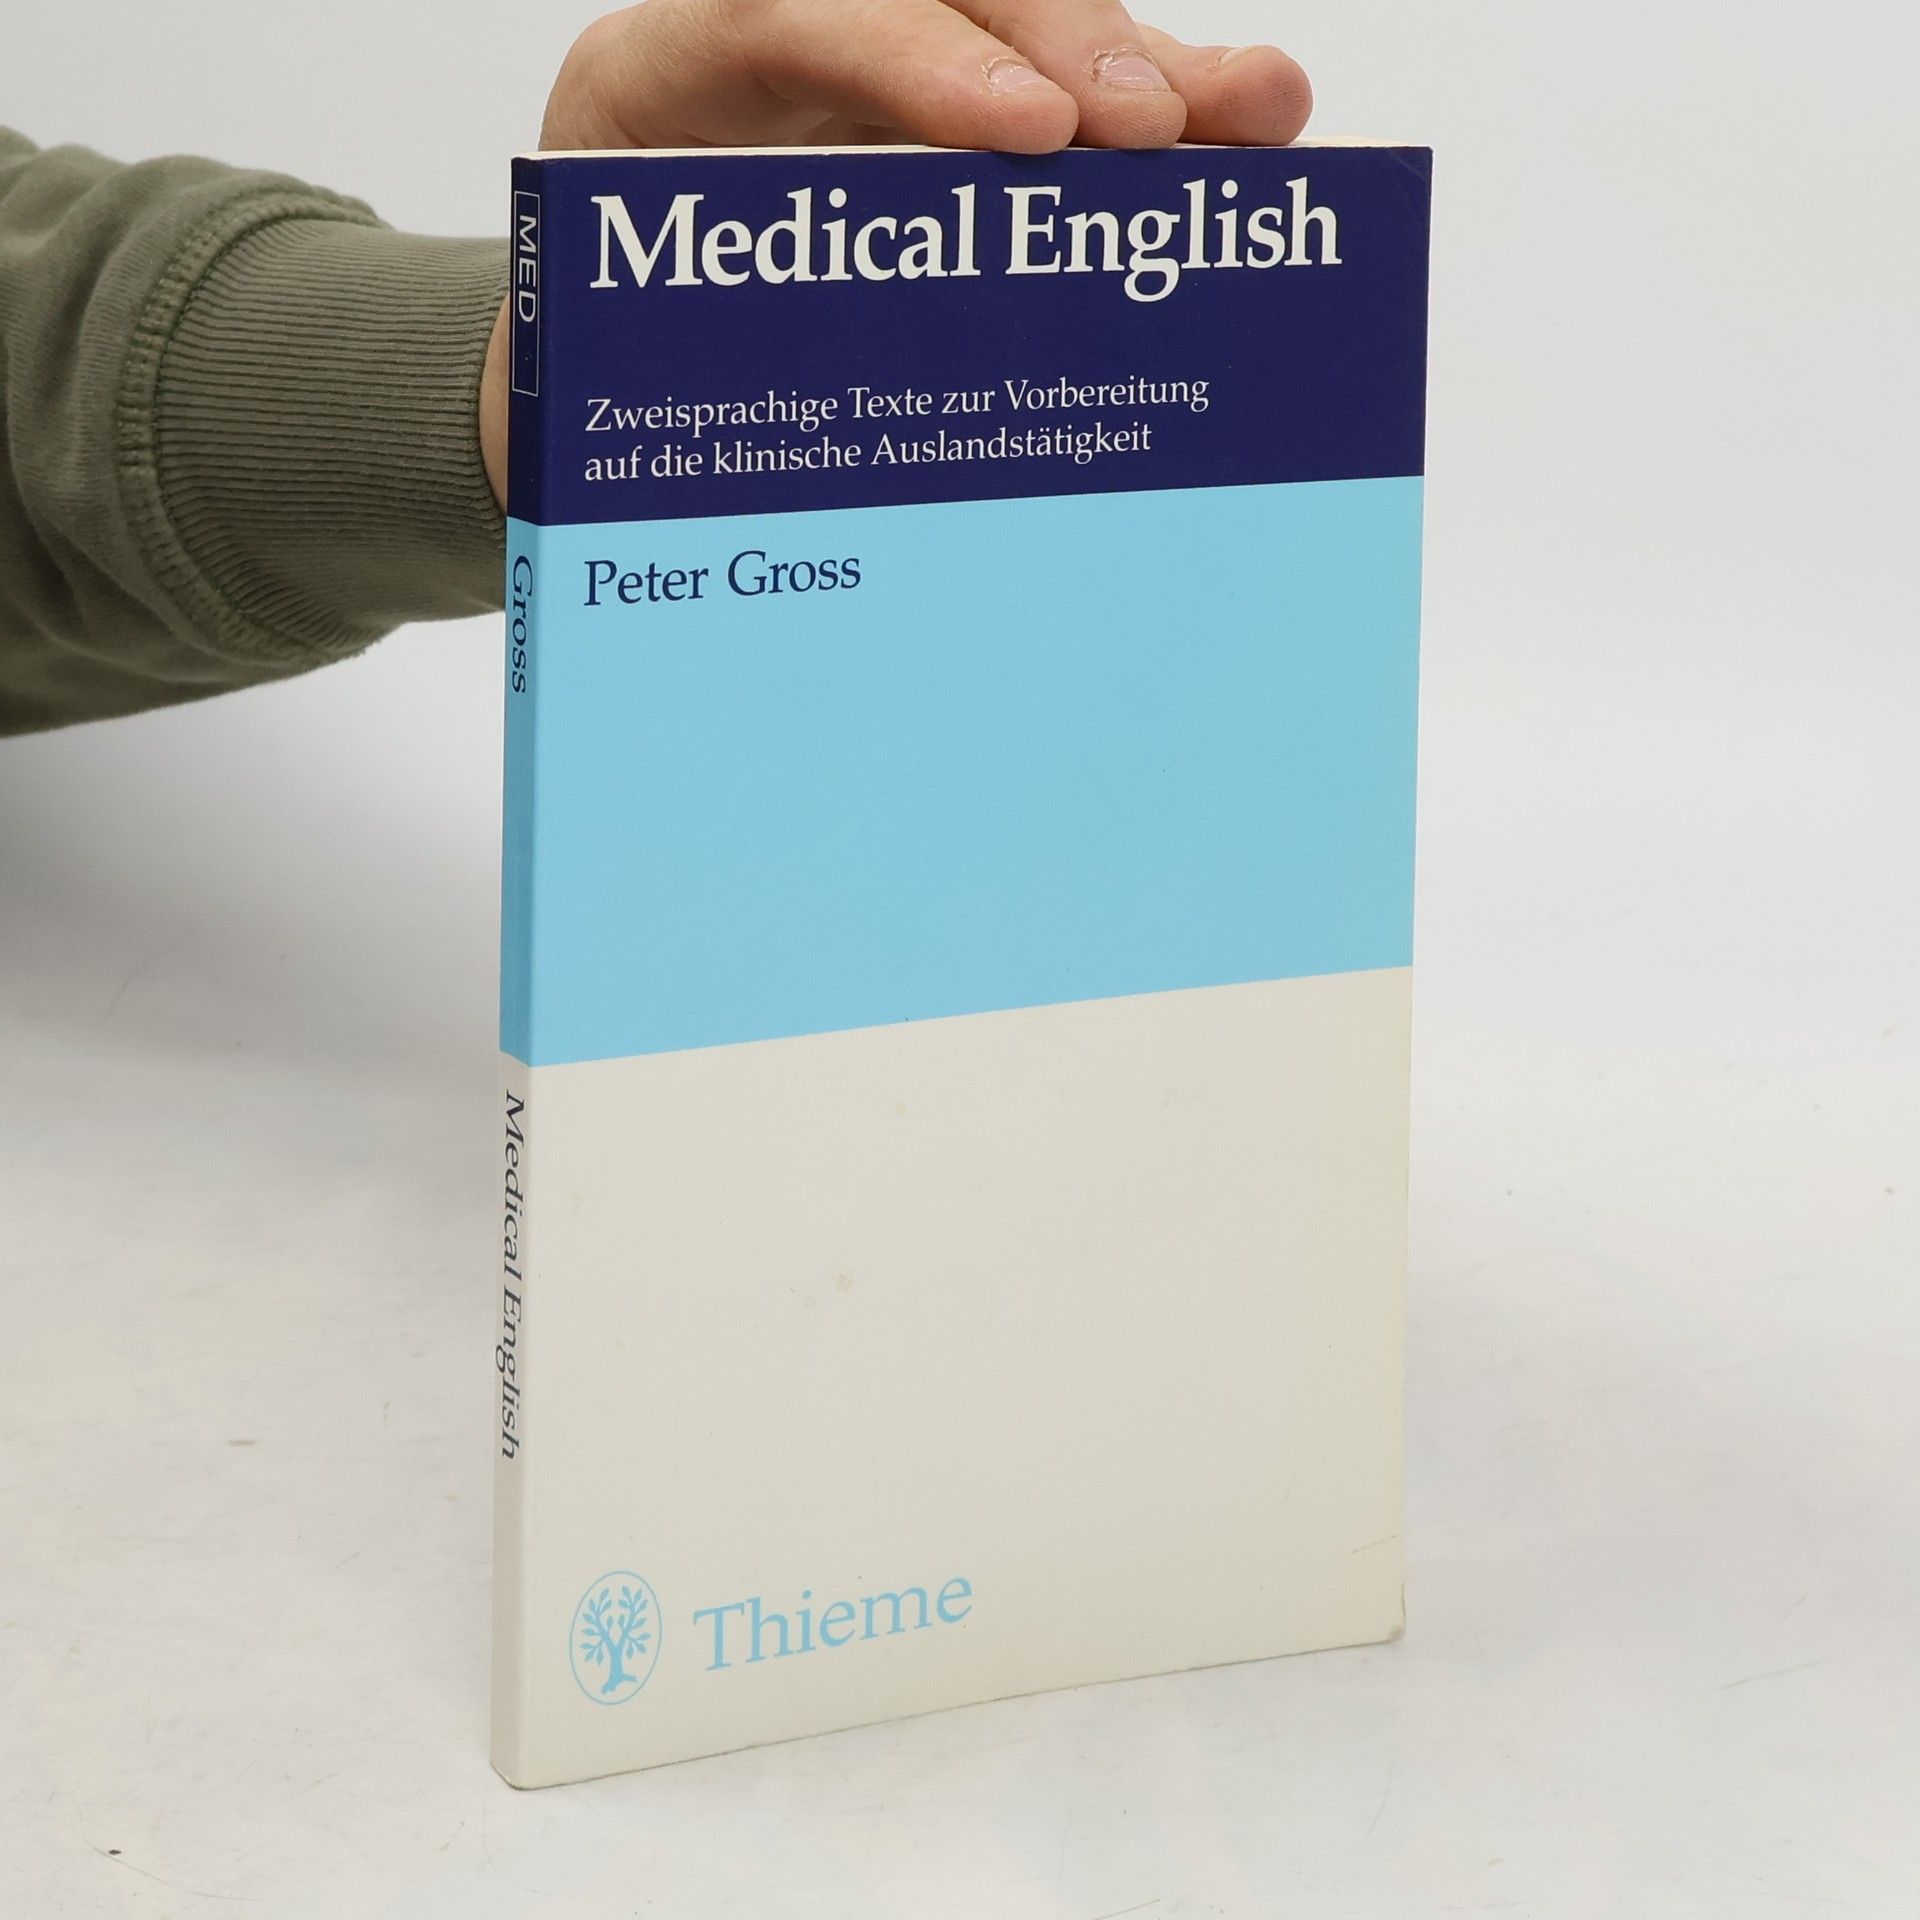 Medical English
Zweisprachige Texte zur Vorbereitung
auf die klinische Auslandstätigkeit
Peter Gross
Thieme
MED
Gross
Medical English